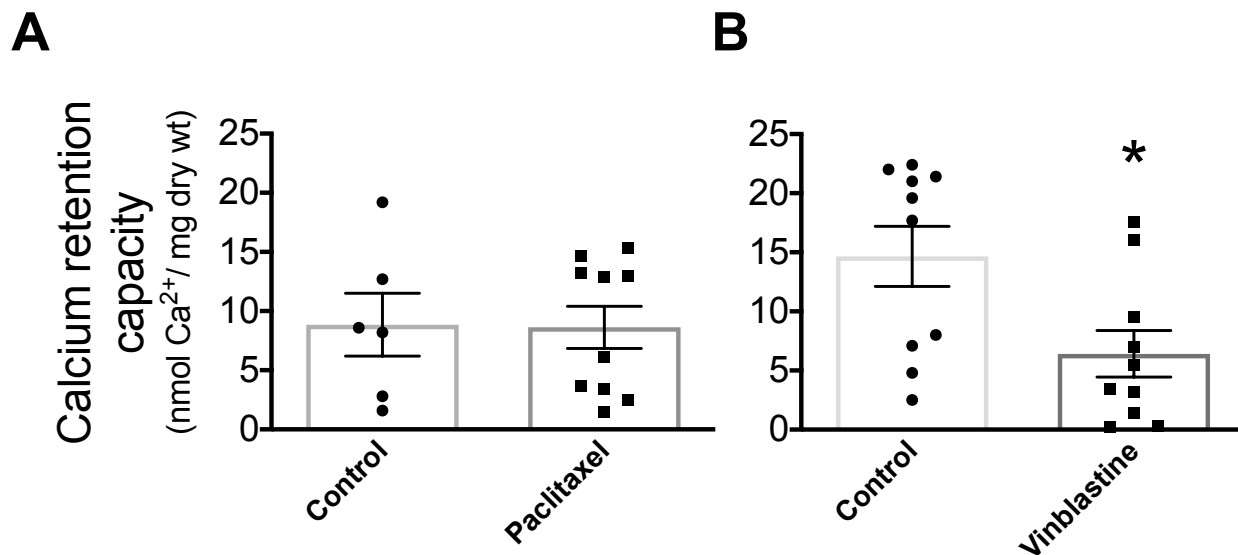 A
B
Calcium retention
capacity
(nmol Ca²⁺/ mg dry wt)
25
20
15
10
5
0
Control
Paclitaxel
25
20
15
10
5
0
*
Control
Vinblastine